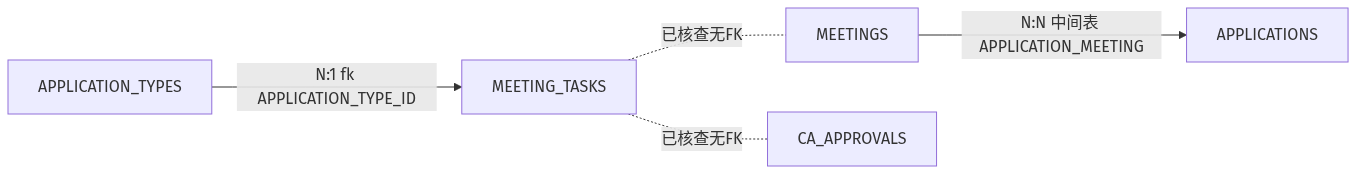 APPLICATION_TYPES
N:1 fk
APPLICATION_TYPE_ID
MEETING_TASKS
已核查无FK
MEETINGS
N:N 中间表
APPLICATION_MEETING
APPLICATIONS
已核查无FK
CA_APPROVALS